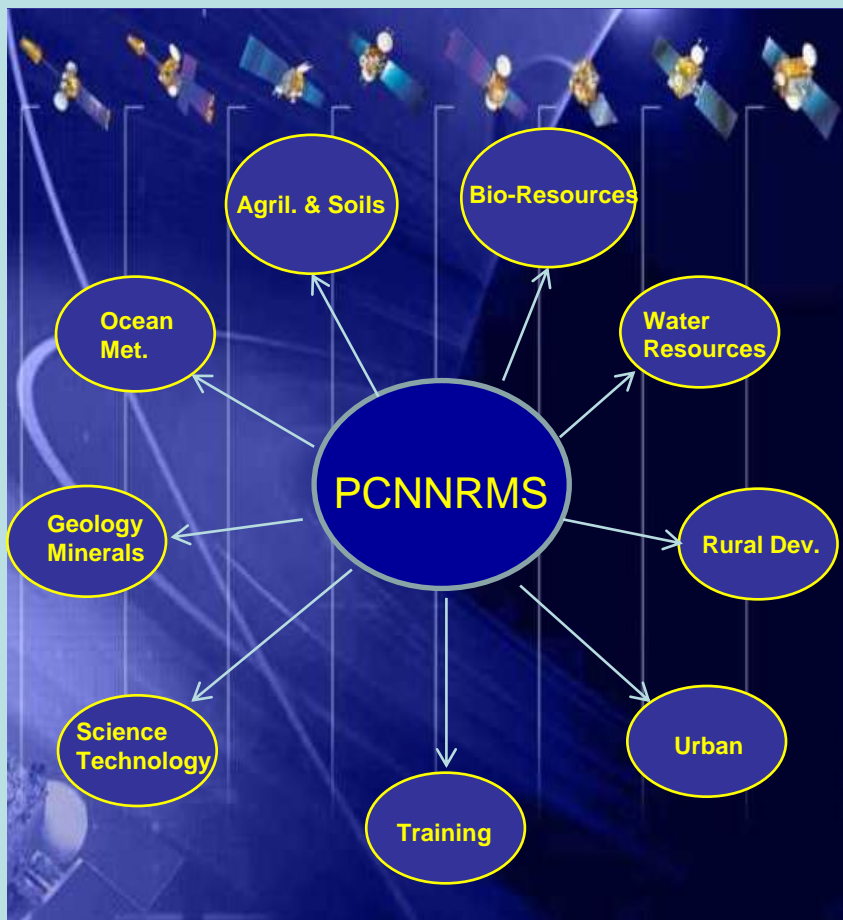 Agril. & Soils
Bio-Resources
Ocean
Met.
Water
Resources
PCNNRMS
Geology
Minerals
Rural Dev.
Science
Technology
Urban
Training